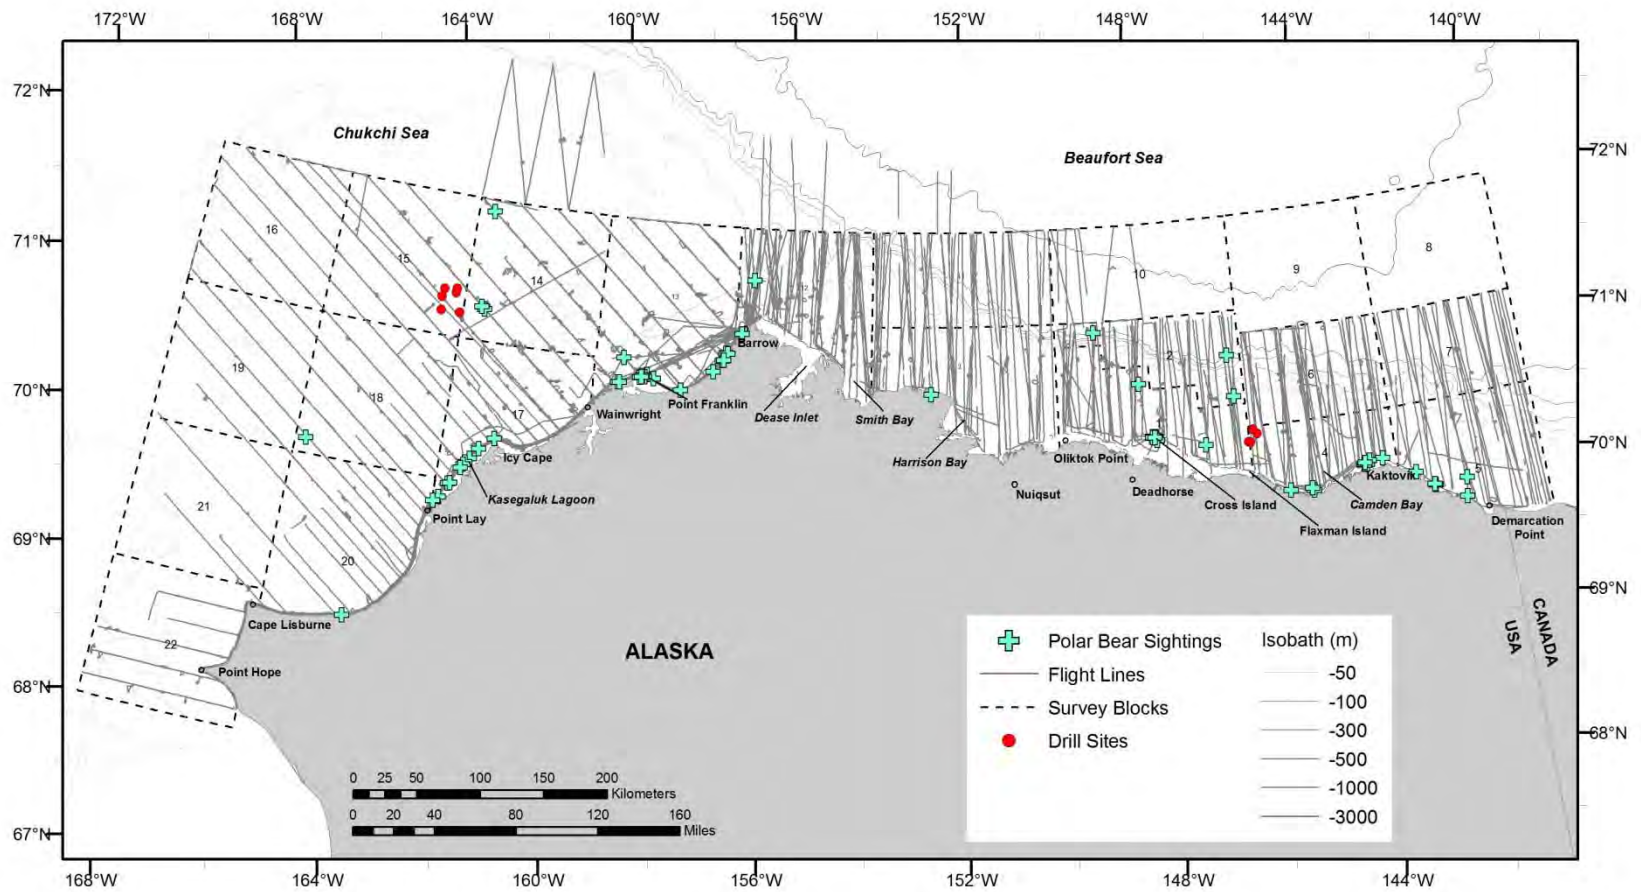 172°W 168°W 164°W 160°W 156°W 152°W 148°W 144°W 140°W
72°N
Chukchi Sea
72°N
Beaufort Sea
16
71°N
8
15
9
10
14
71°N
13
12
Barrow
7
2
19
6
70°N
18
Point Franklin
17
Wainwright
Dease Inlet
Smith Bay
70°N
Icy Cape
Oliktok Point
4
Harrison Bay
Kaktovik
5
Kasegaluk Lagoon
Nuiqsut
Deadhorse
Cross Island
Camden Bay
21
Point Lay
Demarcation
Point
Flaxman Island
69°N
20
69°N
Cape Lisburne
22
ALASKA
Point Hope
68°N
68°N
USA
CANADA
Polar Bear Sightings
Flight Lines
Survey Blocks
Drill Sites
Isobath (m)
-50
-100
-300
-500
-1000
-3000
0 25 50 100 150 200
Kilometers
0 20 40 80 120 160
Miles
67°N
168°W 164°W 160°W 156°W 152°W 148°W 144°W